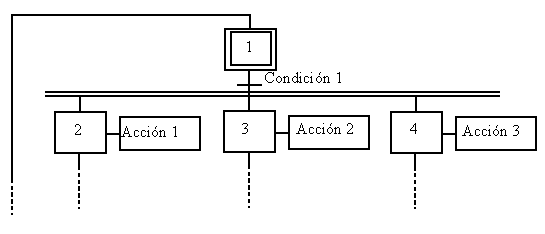 1
Condición 1
2
Acción 1
3
Acción 2
4
Acción 3